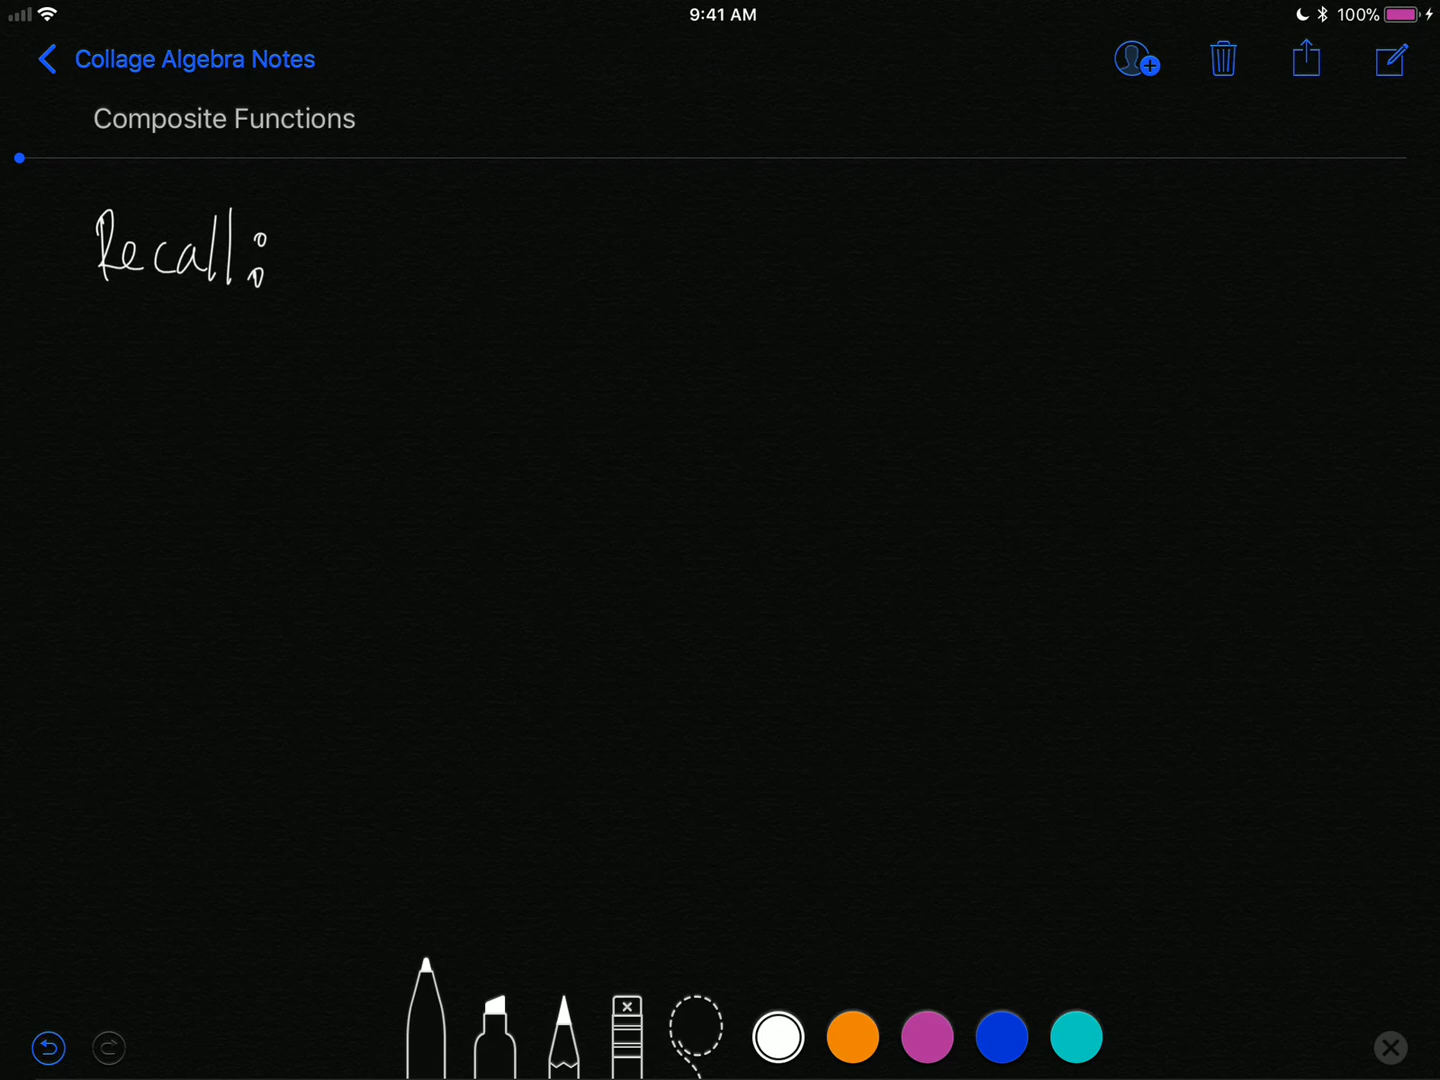 9:41 AM
100%
Collage Algebra Notes
Composite Functions
Recall: